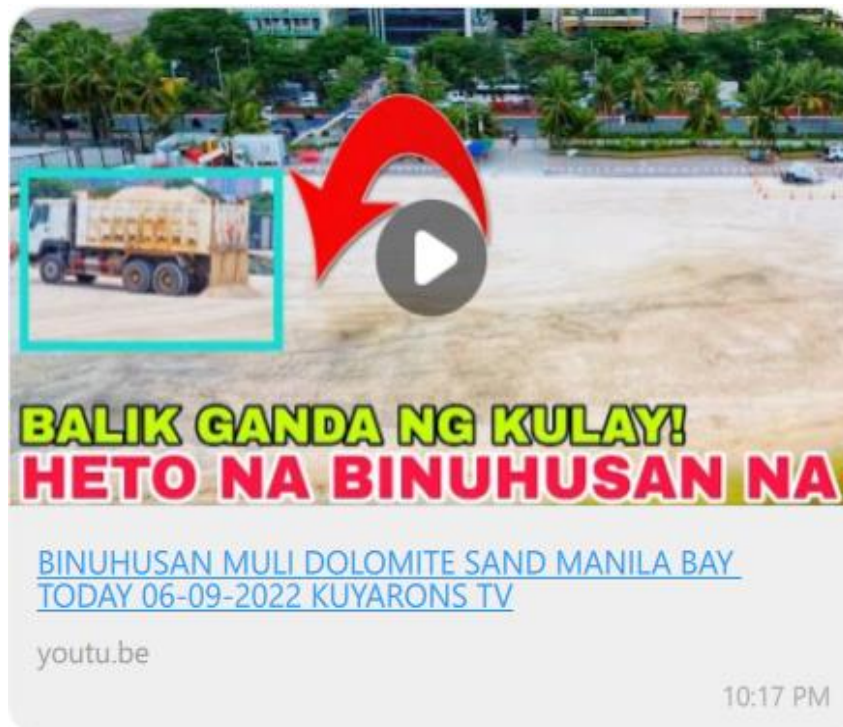 BALIK GANDA NG KULAY!
HETO NA BINUHUSAN NA
BINUHUSAN MULI DOLOMITE SAND MANILA BAY
TODAY 06-09-2022 KUYARONS TV
youtu.be
10:17 PM